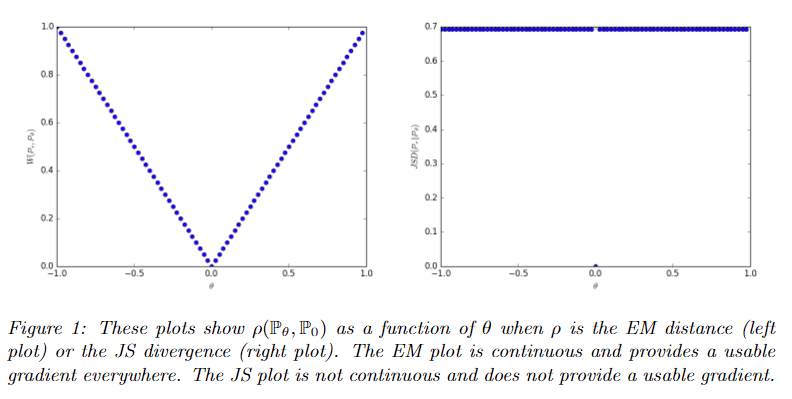 1.0
0.8
0.6
0.4
0.2
0.0
W(P_r, P_θ)
-1.0 -0.5 0.0 0.5 1.0
θ
0.7
0.6
0.5
0.4
0.3
0.2
0.1
0.0
-1.0 -0.5 0.0 0.5 1.0
θ
Figure 1: These plots show ρ(ℙ_θ, ℙ_0) as a function of θ when ρ is the EM distance (left
plot) or the JS divergence (right plot). The EM plot is continuous and provides a usable
gradient everywhere. The JS plot is not continuous and does not provide a usable gradient.